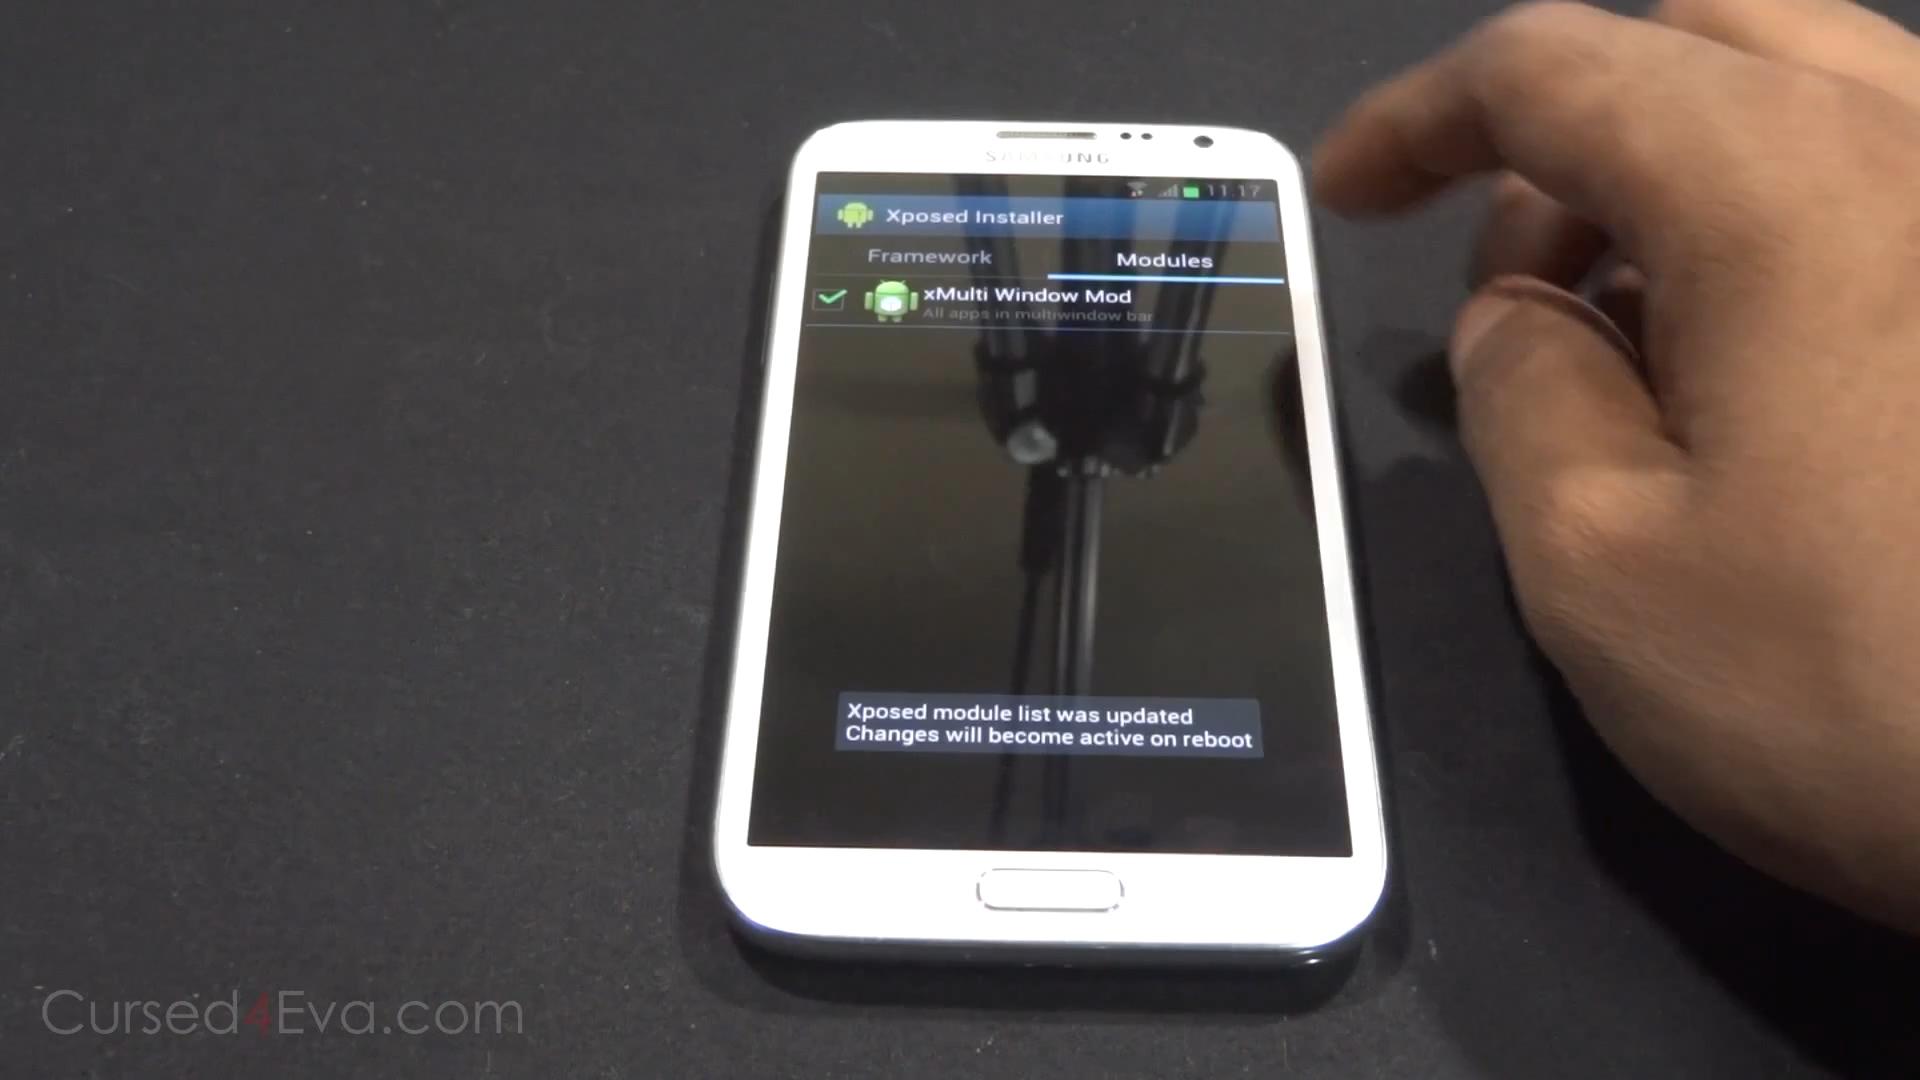 SAMSUNG
11:17
Xposed Installer
Framework
Modules
xMulti Window Mod
All apps in multiwindow bar
Xposed module list was updated
Changes will become active on reboot
Cursed4Eva.com